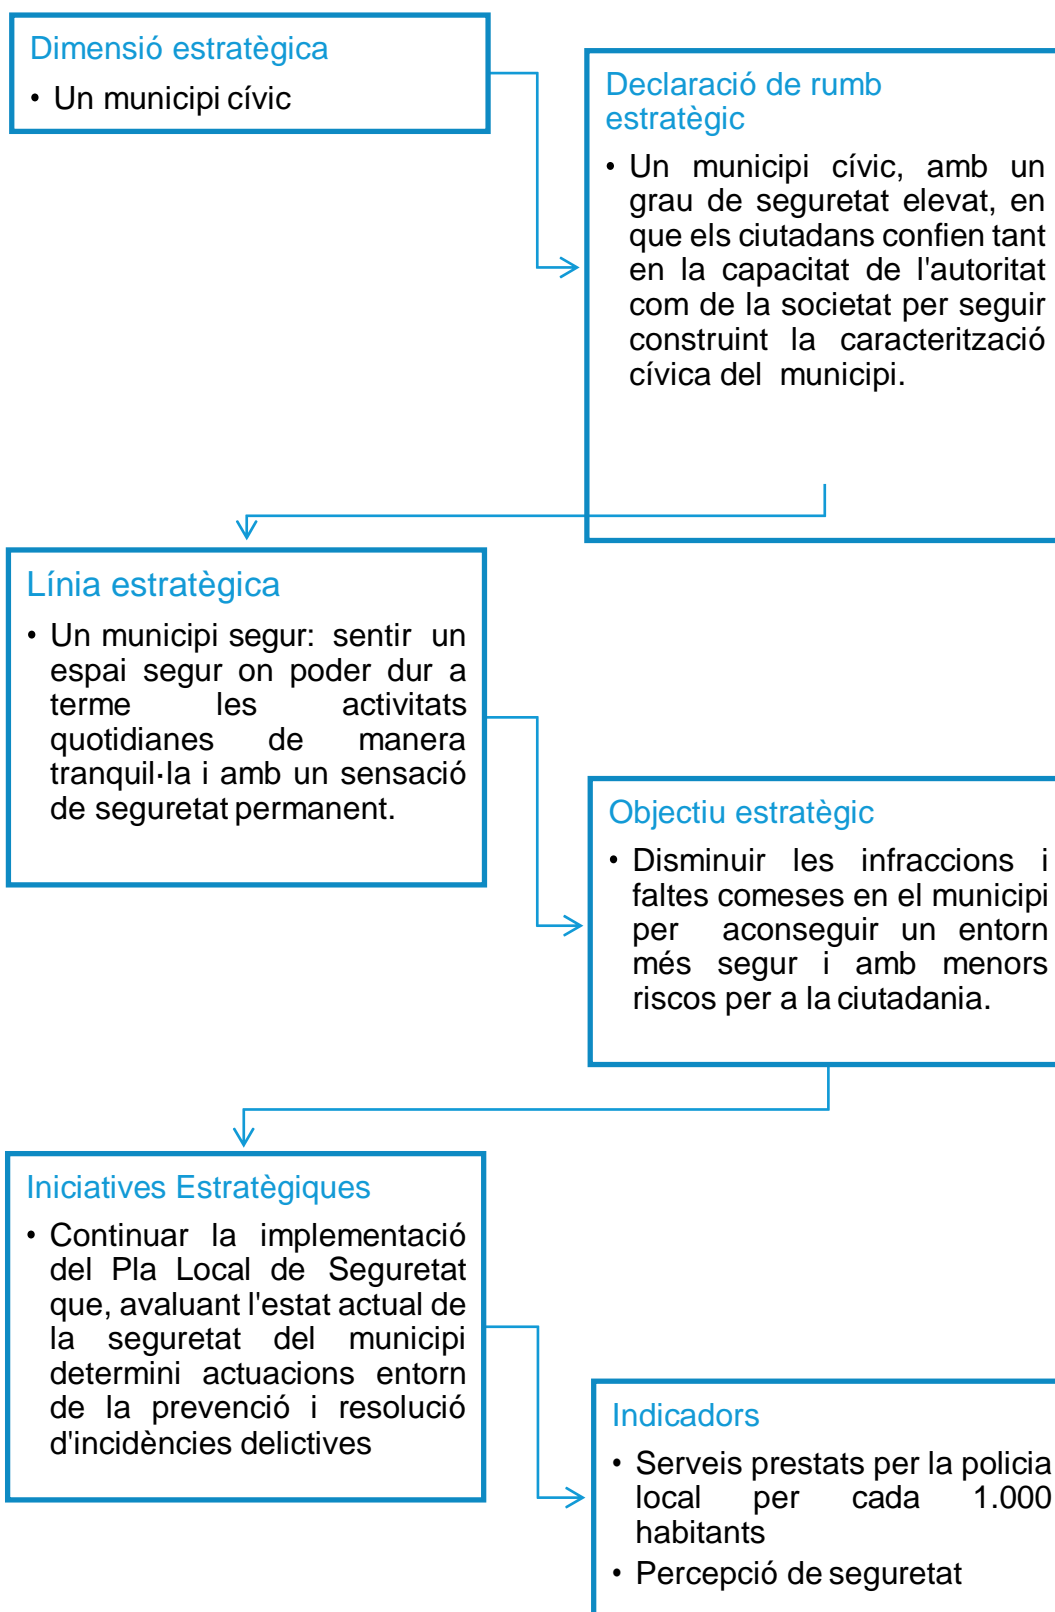 Dimensió estratègica
• Un municipi cívic
Declaració de rumb
estratègic
• Un municipi cívic, amb un
grau de seguretat elevat, en
que els ciutadans confien tant
en la capacitat de l'autoritat
com de la societat per seguir
construint la caracterització
cívica del municipi.
Línia estratègica
• Un municipi segur: sentir un
espai segur on poder dur a
terme les activitats
quotidianes de manera
tranquil·la i amb un sensació
de seguretat permanent.
Objectiu estratègic
• Disminuir les infraccions i
faltes comeses en el municipi
per aconseguir un entorn
més segur i amb menors
riscos per a la ciutadania.
Iniciatives Estratègiques
• Continuar la implementació
del Pla Local de Seguretat
que, avaluant l'estat actual de
la seguretat del municipi
determini actuacions entorn
de la prevenció i resolució
d'incidències delictives
Indicadors
• Serveis prestats per la policia
local per cada 1.000
habitants
• Percepció de seguretat